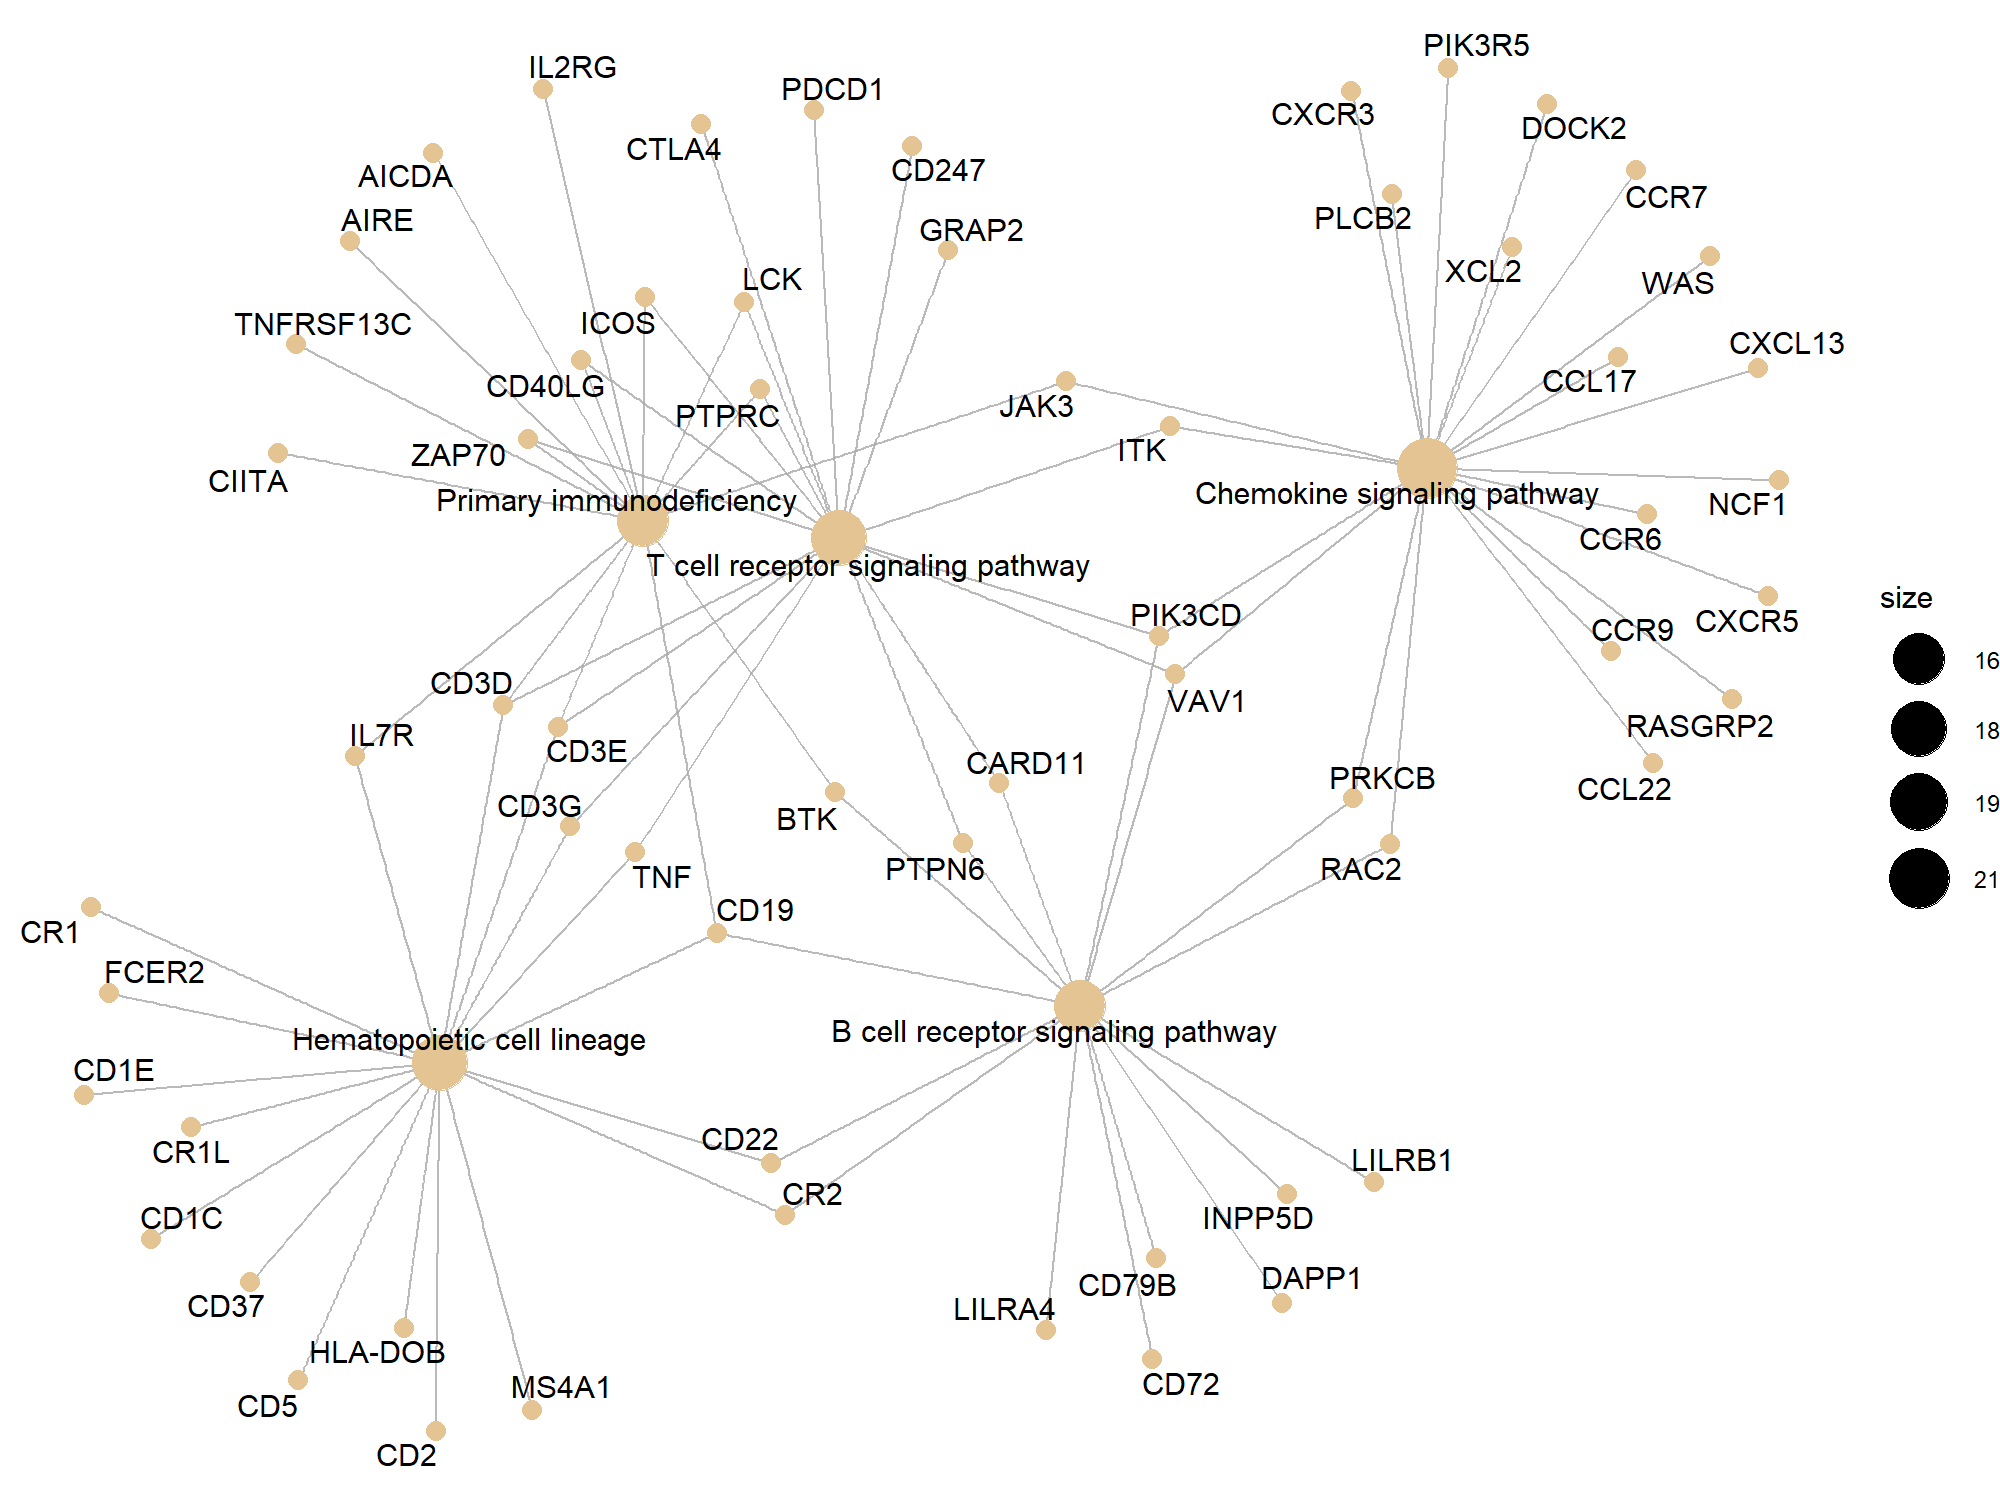 PIK3R5
IL2RG
PDCD1
CXCR3
DOCK2
CTLA4
CD247
AICDA
CCR7
AIRE
PLCB2
GRAP2
XCL2
LCK
WAS
TNFRSF13C
ICOS
CXCL13
CD40LG
CCL17
PTPRC
JAK3
ZAP70
ITK
CIITA
Primary immunodeficiency
Chemokine signaling pathway
NCF1
CCR6
T cell receptor signaling pathway
size
PIK3CD
CXCR5
CCR9
16
CD3D
VAV1
RASGRP2
18
IL7R
CD3E
CARD11
PRKCB
CCL22
19
CD3G
BTK
PTPN6
RAC2
TNF
21
CD19
CR1
FCER2
Hematopoietic cell lineage
B cell receptor signaling pathway
CD1E
CD22
CR1L
LILRB1
CR2
CD1C
INPP5D
DAPP1
CD79B
CD37
LILRA4
HLA-DOB
CD72
MS4A1
CD5
CD2